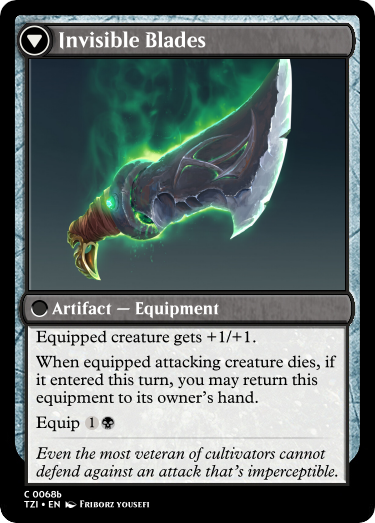 Invisible Blades
Artifact — Equipment
Equipped creature gets +1/+1.
When equipped attacking creature dies, if
it entered this turn, you may return this
equipment to its owner's hand.
Equip 1
Even the most veteran of cultivators cannot
defend against an attack that's imperceptible.
C 0068b
TZI • EN Friborz yousefi